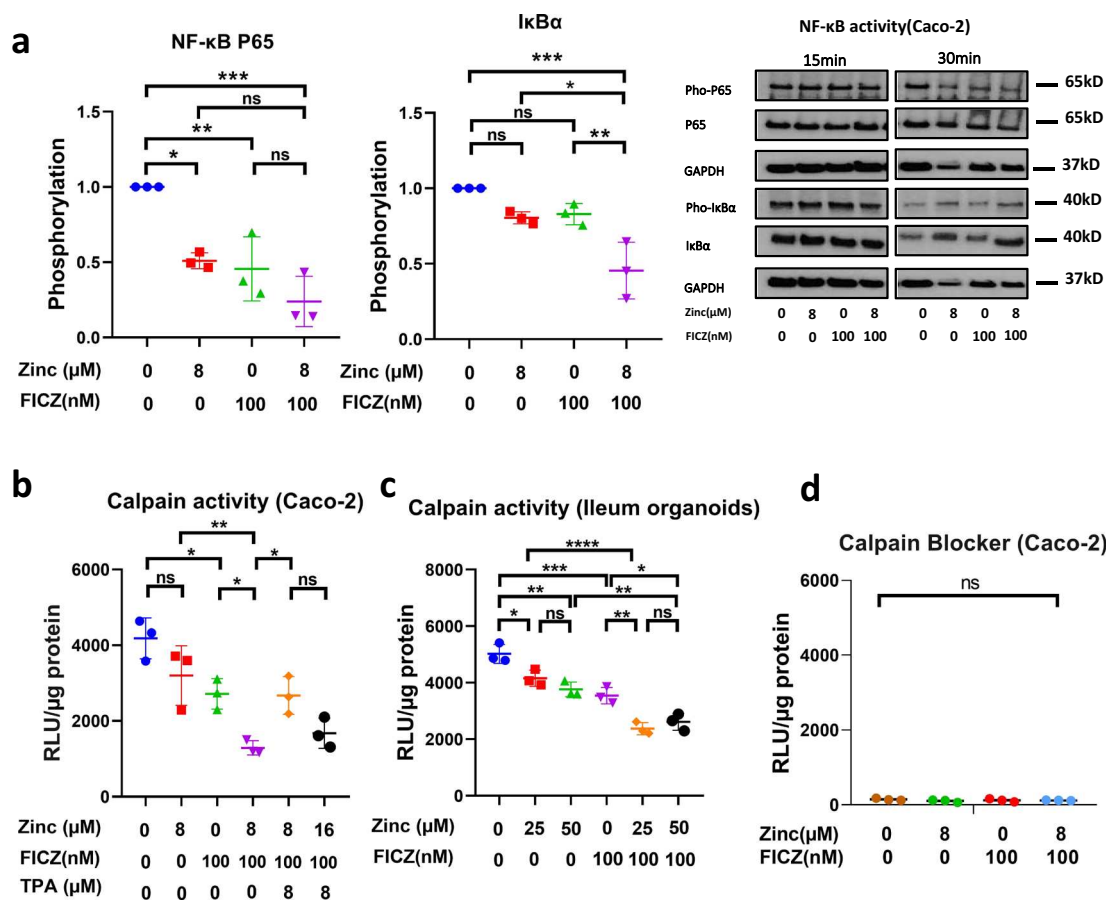 a
NF-κB P65
***
ns
**
*
ns
1.5
1.0
0.5
0.0
Phosphorylation
Zinc (μM) 0 8 0 8
FICZ(nM) 0 0 100 100
IκBα
***
*
ns
ns
**
1.5
1.0
0.5
0.0
Phosphorylation
0 8 0 8
0 0 100 100
NF-κB activity(Caco-2)
15min 30min
Pho-P65 65kD
P65 65kD
GAPDH 37kD
Pho-IκBα 40kD
IκBα 40kD
GAPDH 37kD
Zinc(μM) 0 8 0 8 0 8 0 8
FICZ(nM) 0 0 100 100 0 0 100 100
b
Calpain activity (Caco-2)
**
*
*
ns
*
ns
6000
4000
2000
0
RLU/μg protein
Zinc (μM) 0 8 0 8 8 16
FICZ(nM) 0 0 100 100 100 100
TPA (μM) 0 0 0 0 8 8
c
Calpain activity (Ileum organoids)
****
***
*
**
**
*
ns
**
ns
8000
6000
4000
2000
0
RLU/μg protein
Zinc (μM) 0 25 50 0 25 50
FICZ(nM) 0 0 0 100 100 100
d
Calpain Blocker (Caco-2)
6000
4000
2000
0
ns
RLU/μg protein
Zinc(μM) 0 8 0 8
FICZ(nM) 0 0 100 100